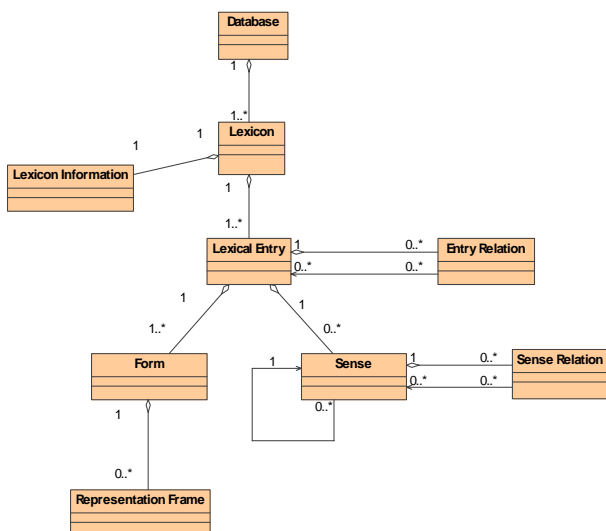 Database
1
1..*
Lexicon
1
1
Lexicon Information
1
1..*
Lexical Entry
1
0..*
Entry Relation
0..*
0..*
1
1
1..*
0..*
Form
1
Sense
1
0..*
Sense Relation
0..*
0..*
0..*
1
0..*
Representation Frame